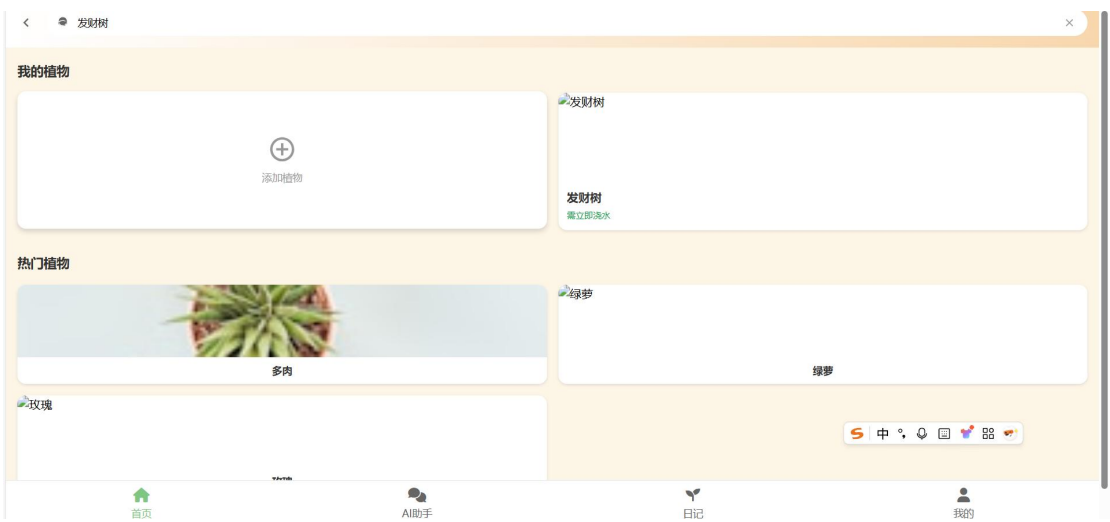 发财树
我的植物
添加植物
发财树
发财树
需立即浇水
热门植物
多肉
绿萝
绿萝
玫瑰
玫瑰
中
首页
AI助手
日记
我的